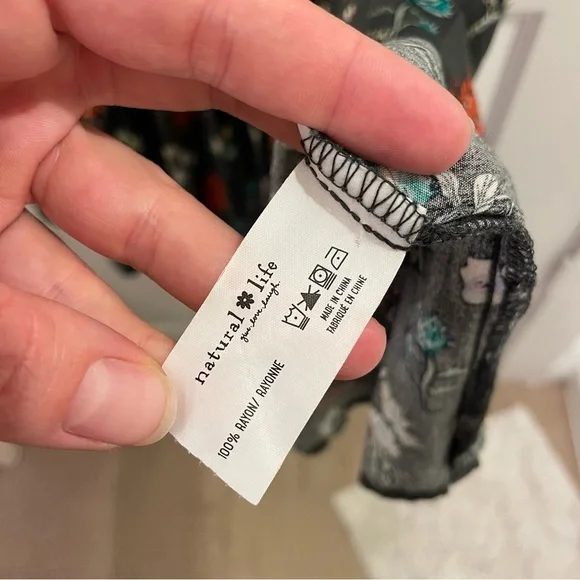 natural life
give love laugh
MADE IN CHINA
FABRIQUÉ EN CHINE
100% RAYON/ RAYONNE